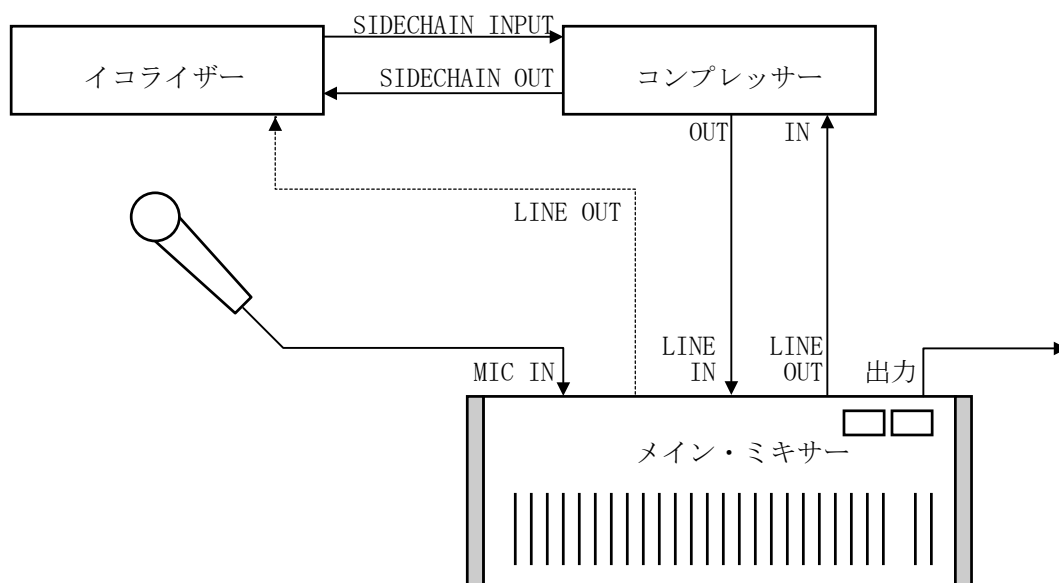 SIDECHAIN INPUT
イコライザー
コンプレッサー
SIDECHAIN OUT
OUT
IN
LINE OUT
LINE
IN
LINE
OUT
MIC IN
出力
メイン・ミキサー